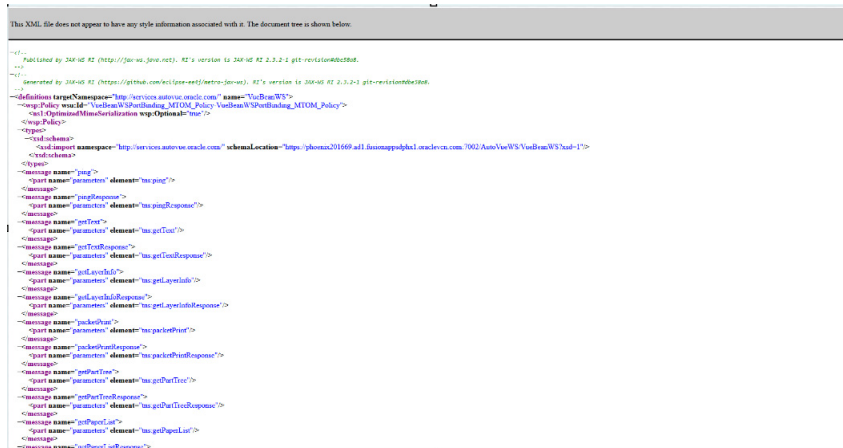 This XML file does not appear to have any style information associated with it. The document tree is shown below.
<!--
Published by JAX-WS RI (http://jax-ws.java.net). RI's version is JAX-WS RI 2.3.2-1 git-revision#dbe58a8.
-->
<!--
Generated by JAX-WS RI (https://github.com/eclipse-ee4j/metro-jax-ws). RI's version is JAX-WS RI 2.3.2-1 git-revision#dbe58a8.
-->
−<definitions targetNamespace="http://services.autovue.oracle.com/" name="VueBeanWS">
−<wsp:Policy wsu:Id="VueBeanWSPortBinding_MTOM_Policy-VueBeanWSPortBinding_MTOM_Policy">
<ns1:OptimizedMimeSerialization wsp:Optional="true"/>
</wsp:Policy>
−<types>
−<xsd:schema>
<xsd:import namespace="http://services.autovue.oracle.com/" schemaLocation="https://phoenix201669.ad1.fusionappsdphx1.oraclevcn.com:7002/AutoVueWS/VueBeanWS?xsd=1"/>
</xsd:schema>
</types>
−<message name="ping">
<part name="parameters" element="tns:ping"/>
</message>
−<message name="pingResponse">
<part name="parameters" element="tns:pingResponse"/>
</message>
−<message name="getText">
<part name="parameters" element="tns:getText"/>
</message>
−<message name="getTextResponse">
<part name="parameters" element="tns:getTextResponse"/>
</message>
−<message name="getLayerInfo">
<part name="parameters" element="tns:getLayerInfo"/>
</message>
−<message name="getLayerInfoResponse">
<part name="parameters" element="tns:getLayerInfoResponse"/>
</message>
−<message name="packetPrint">
<part name="parameters" element="tns:packetPrint"/>
</message>
−<message name="packetPrintResponse">
<part name="parameters" element="tns:packetPrintResponse"/>
</message>
−<message name="getPartTree">
<part name="parameters" element="tns:getPartTree"/>
</message>
−<message name="getPartTreeResponse">
<part name="parameters" element="tns:getPartTreeResponse"/>
</message>
−<message name="getPaperList">
<part name="parameters" element="tns:getPaperList"/>
</message>
−<message name="getPaperListResponse">